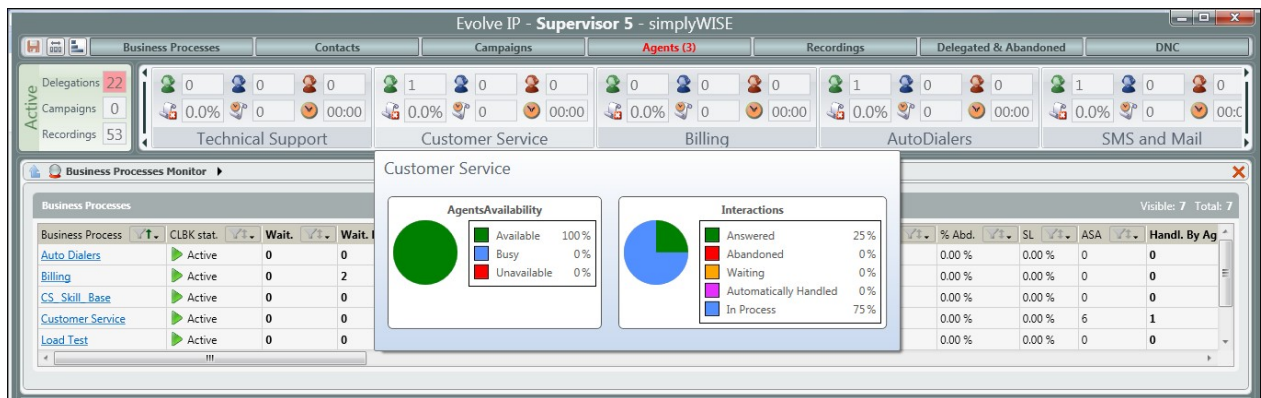 Evolve IP - Supervisor 5 - simplyWISE
Business Processes Contacts Campaigns Agents (3) Recordings Delegated & Abandoned DNC
Active
Delegations 22
Campaigns 0
Recordings 53
0 0 0 1 0 0 0 0 0 1 0 0 1 0 0
0.0% 0 00:00 0.0% 0 00:00 0.0% 0 00:00 0.0% 0 00:00 0.0% 0
Technical Support Customer Service Billing AutoDialers SMS and Mail
Business Processes Monitor
Customer Service
Business Processes
Visible: 7 Total: 7
AgentsAvailability
Available 100%
Busy 0%
Unavailable 0%
Interactions
Answered 25%
Abandoned 0%
Waiting 0%
Automatically Handled 0%
In Process 75%
Business Process CLBK stat. Wait. Wait. % Abd. SL ASA Handl. By Ag
Auto Dialers Active 0 0 0.00 % 0.00 % 0 0
Billing Active 0 2 0.00 % 0.00 % 0 0
CS_Skill_Base Active 0 0 0.00 % 0.00 % 0 0
Customer Service Active 0 0 0.00 % 0.00 % 6 1
Load Test Active 0 0 0.00 % 0.00 % 0 0